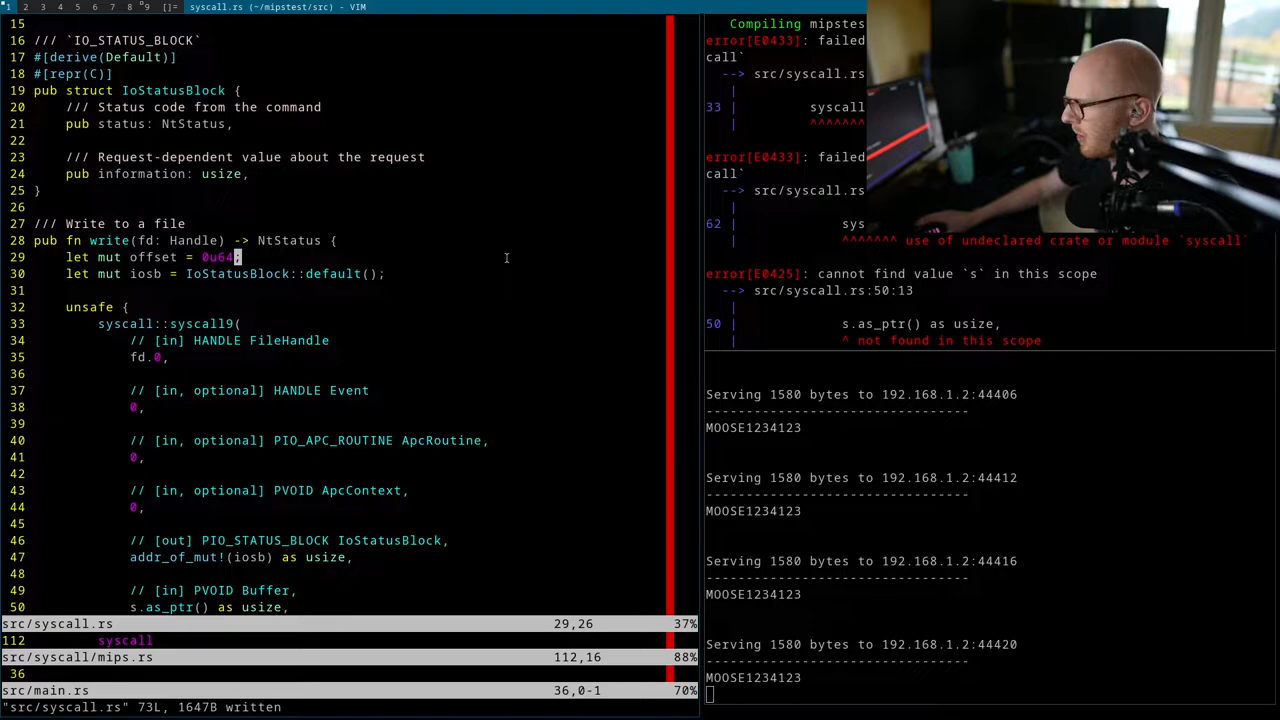 1 2 3 4 5 6 7 8 9 []= syscall.rs (~/mipstest/src) - VIM
15
16 /// `IO_STATUS_BLOCK`
17 #[derive(Default)]
18 #[repr(C)]
19 pub struct IoStatusBlock {
20 /// Status code from the command
21 pub status: NtStatus,
22
23 /// Request-dependent value about the request
24 pub information: usize,
25 }
26
27 /// Write to a file
28 pub fn write(fd: Handle) -> NtStatus {
29 let mut offset = 0u64;
30 let mut iosb = IoStatusBlock::default();
31
32 unsafe {
33 syscall::syscall9(
34 // [in] HANDLE FileHandle
35 fd.0,
36
37 // [in, optional] HANDLE Event
38 0,
39
40 // [in, optional] PIO_APC_ROUTINE ApcRoutine,
41 0,
42
43 // [in, optional] PVOID ApcContext,
44 0,
45
46 // [out] PIO_STATUS_BLOCK IoStatusBlock,
47 addr_of_mut!(iosb) as usize,
48
49 // [in] PVOID Buffer,
50 s.as_ptr() as usize,
src/syscall.rs 29,26 37%
112 syscall
src/syscall/mips.rs 112,16 88%
36
src/main.rs 36,0-1 70%
"src/syscall.rs" 73L, 1647B written
Compiling mipstes
error[E0433]: failed
call`
--> src/syscall.rs
|
33 | syscall
| ^^^^^^^
error[E0433]: failed
call`
--> src/syscall.rs
|
62 | sys
| ^^^^^^^ use of undeclared crate or module `syscall`
error[E0425]: cannot find value `s` in this scope
--> src/syscall.rs:50:13
|
50 | s.as_ptr() as usize,
| ^ not found in this scope
Serving 1580 bytes to 192.168.1.2:44406
---------------------------------
MOOSE1234123
Serving 1580 bytes to 192.168.1.2:44412
---------------------------------
MOOSE1234123
Serving 1580 bytes to 192.168.1.2:44416
---------------------------------
MOOSE1234123
Serving 1580 bytes to 192.168.1.2:44420
---------------------------------
MOOSE1234123